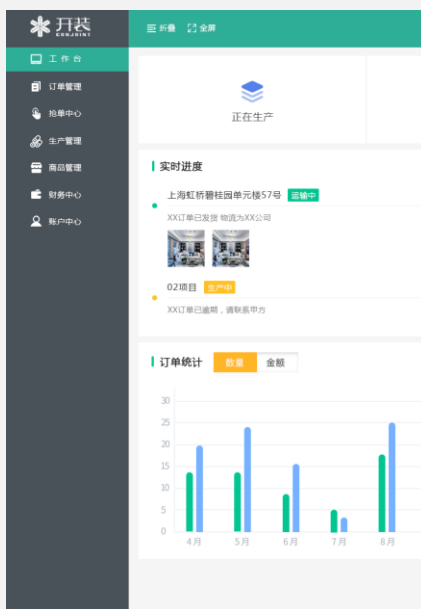 开装
CONJOINT
折叠 全屏
工作台
订单管理
抢单中心
生产管理
商品管理
财务中心
账户中心
正在生产
实时进度
上海虹桥碧桂园单元楼57号 运输中
XX订单已发货 物流为XX公司
02项目 生产中
XX订单已逾期，请联系甲方
订单统计 数量 金额
30
25
20
15
10
5
0
4月 5月 6月 7月 8月